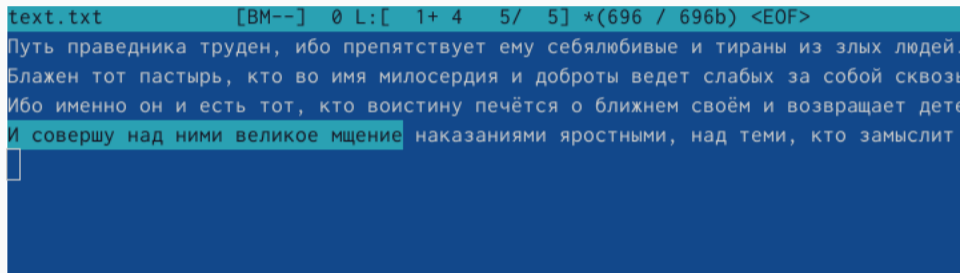 text.txt [BM--] 0 L:[ 1+ 4 5/ 5] *(696 / 696b) <EOF>
Путь праведника труден, ибо препятствует ему себялюбивые и тираны из злых людей.
Блажен тот пастырь, кто во имя милосердия и доброты ведет слабых за собой сквозь
Ибо именно он и есть тот, кто воистину печётся о ближнем своём и возвращает дете
И совершу над ними великое мщение наказаниями яростными, над теми, кто замыслит